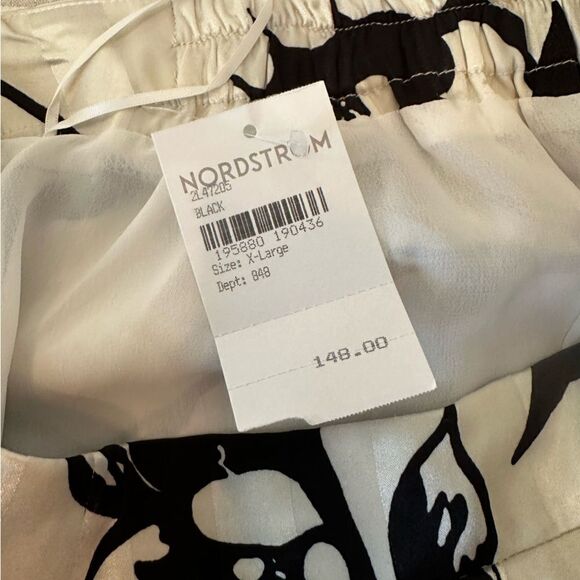 NORDSTROM
2L47205
BLACK
195880 190436
Size: X-Large
Dept: 848
148.00